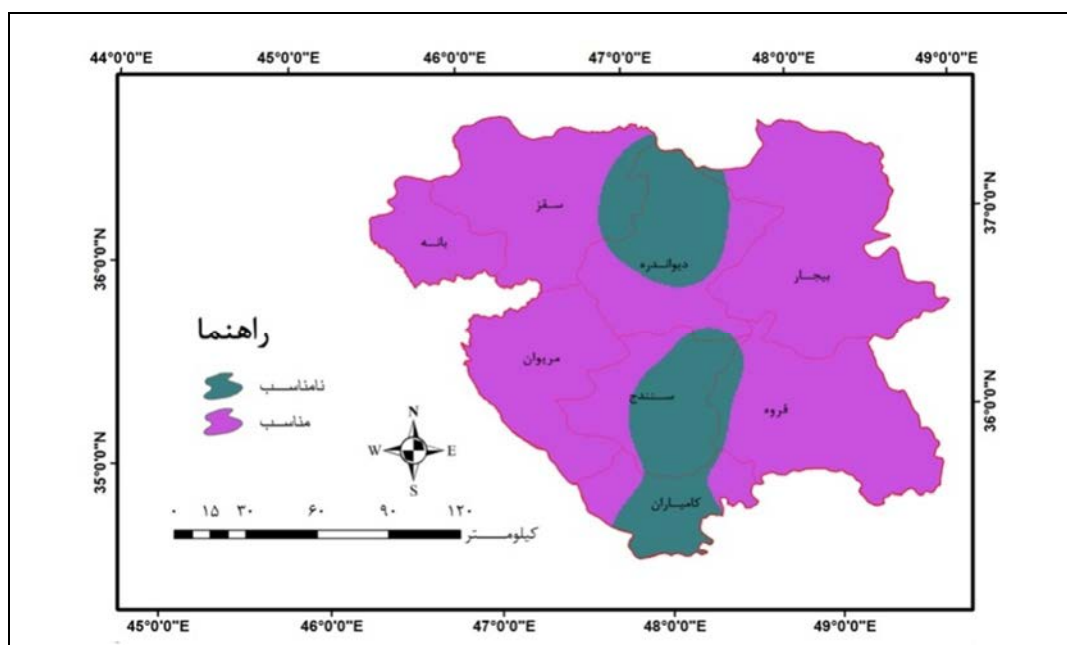 44°0'0"E 45°0'0"E 46°0'0"E 47°0'0"E 48°0'0"E 49°0'0"E
37°0'0"N
36°0'0"N
36°0'0"N
35°0'0"N
سقز
بانه
دیواندره
بیجار
مریوان
سنندج
قروه
کامیاران
راهنما
نامناسب
مناسب
N
W E
S
۰ ۱۵ ۳۰ ۶۰ ۹۰ ۱۲۰
کیلومتر
45°0'0"E 46°0'0"E 47°0'0"E 48°0'0"E 49°0'0"E